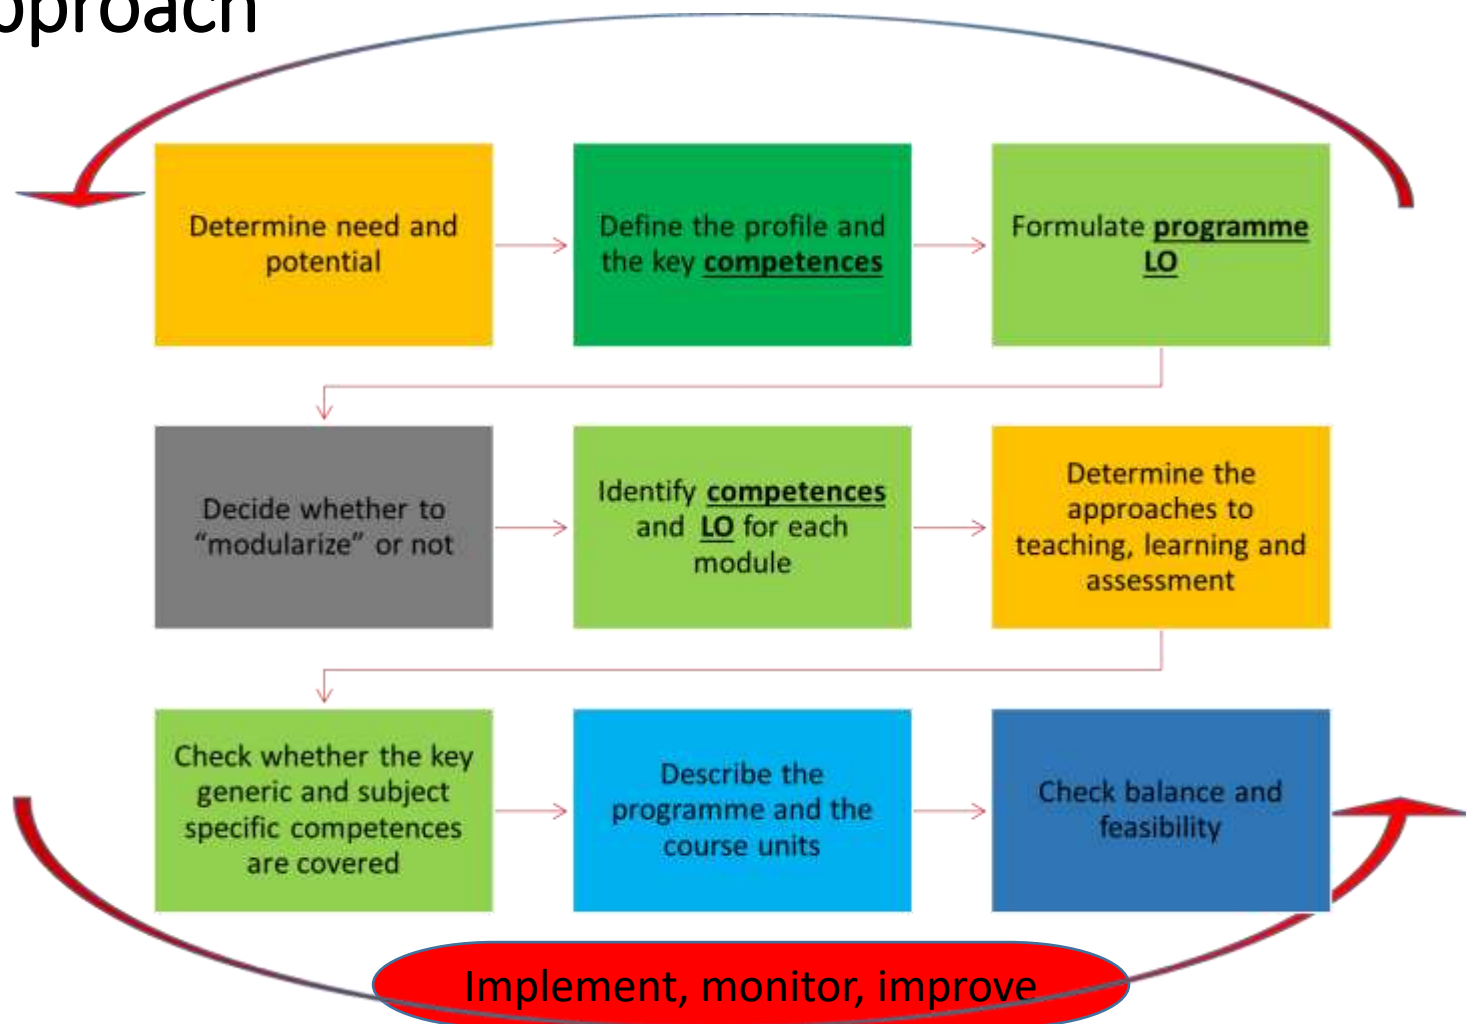 Determine need and
potential
Define the profile and
the key competences
Formulate programme
LO
Decide whether to
“modularize” or not
Identify competences
and LO for each
module
Determine the
approaches to
teaching, learning and
assessment
Check whether the key
generic and subject
specific competences
are covered
Describe the
programme and the
course units
Check balance and
feasibility
Implement, monitor, improve